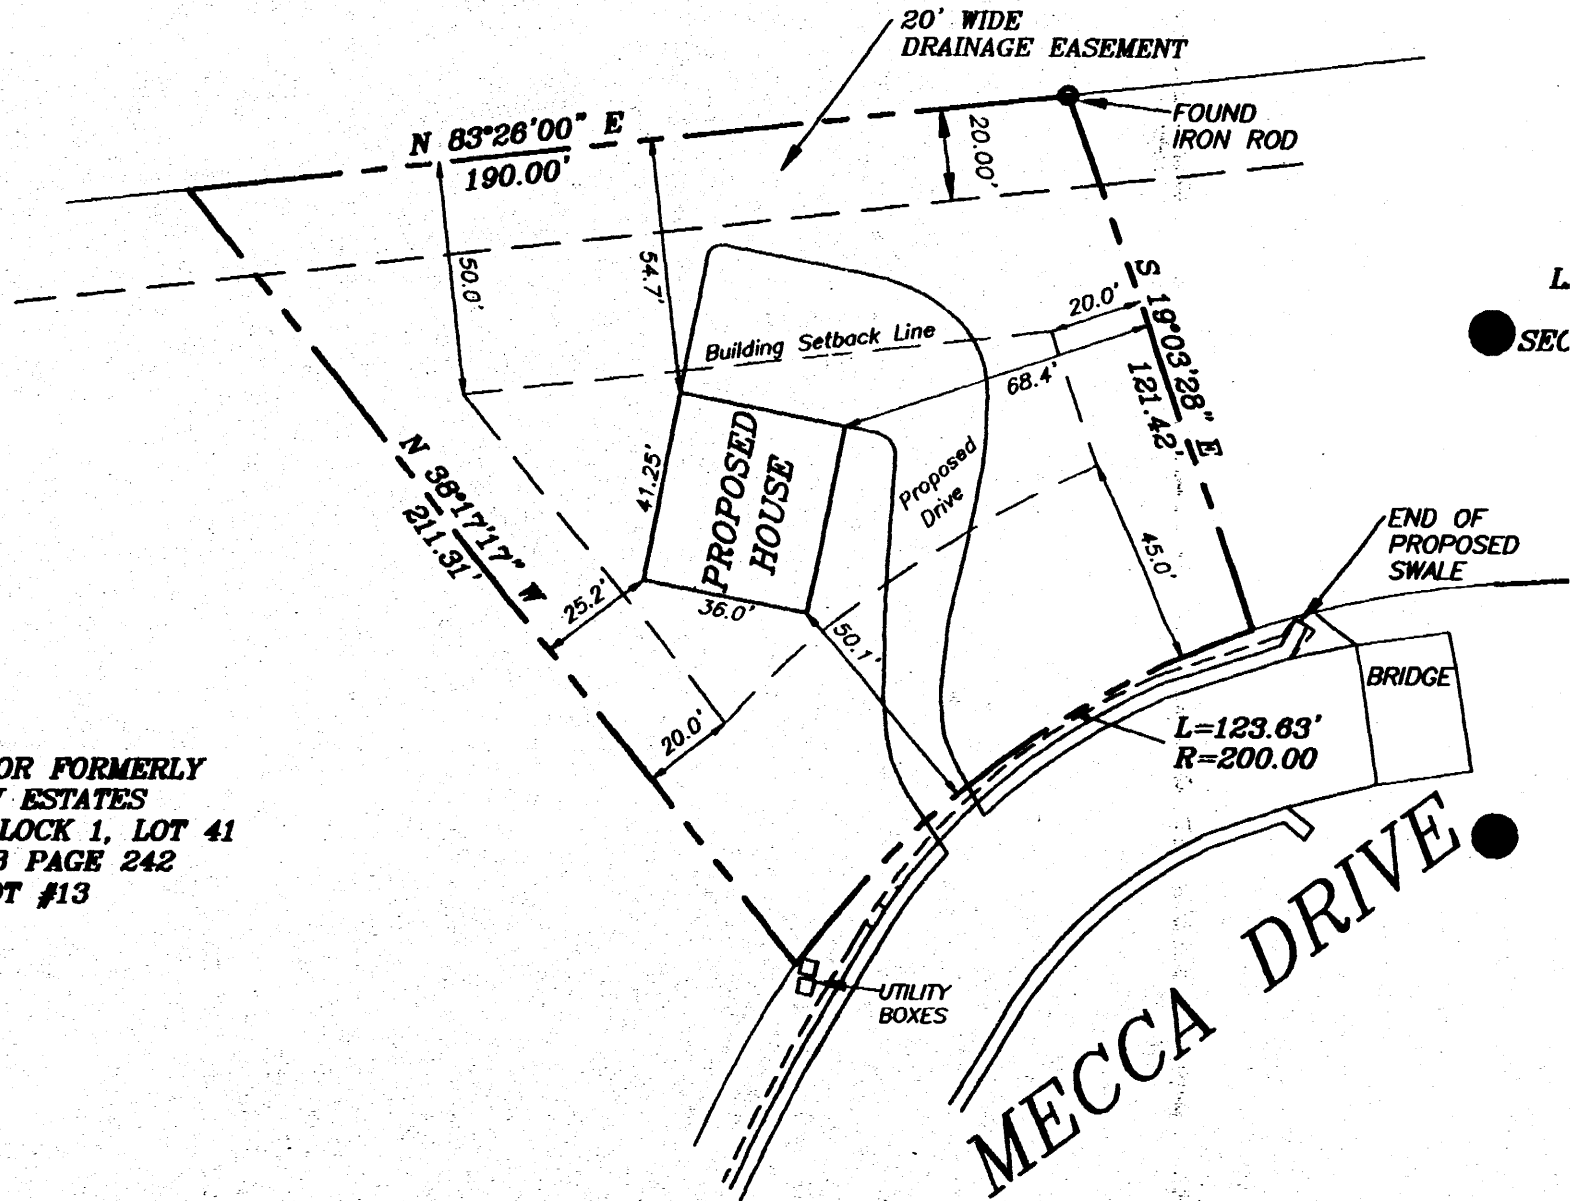 20' WIDE
DRAINAGE EASEMENT
FOUND
IRON ROD
N 83°26'00" E
190.00'
20.00'
50.0'
54.7'
S 19°03'28" E
121.42'
20.0'
Building Setback Line
68.4'
SEC
N 38°17'17" W
211.31'
41.25'
PROPOSED
HOUSE
36.0'
Proposed
Drive
45.0'
END OF
PROPOSED
SWALE
25.2'
50.1'
20.0'
BRIDGE
L=123.63'
R=200.00
OR FORMERLY
ESTATES
LOCK 1, LOT 41
PAGE 242
OT #13
UTILITY
BOXES
MECCA DRIVE